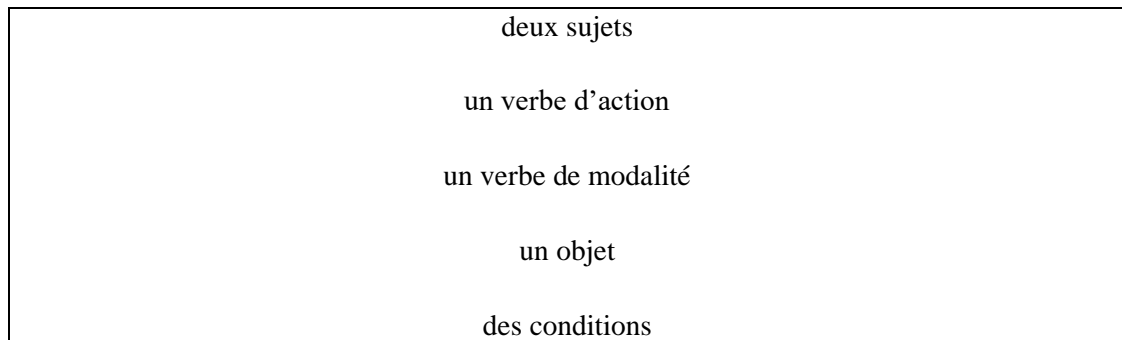 deux sujets
un verbe d’action
un verbe de modalité
un objet
des conditions